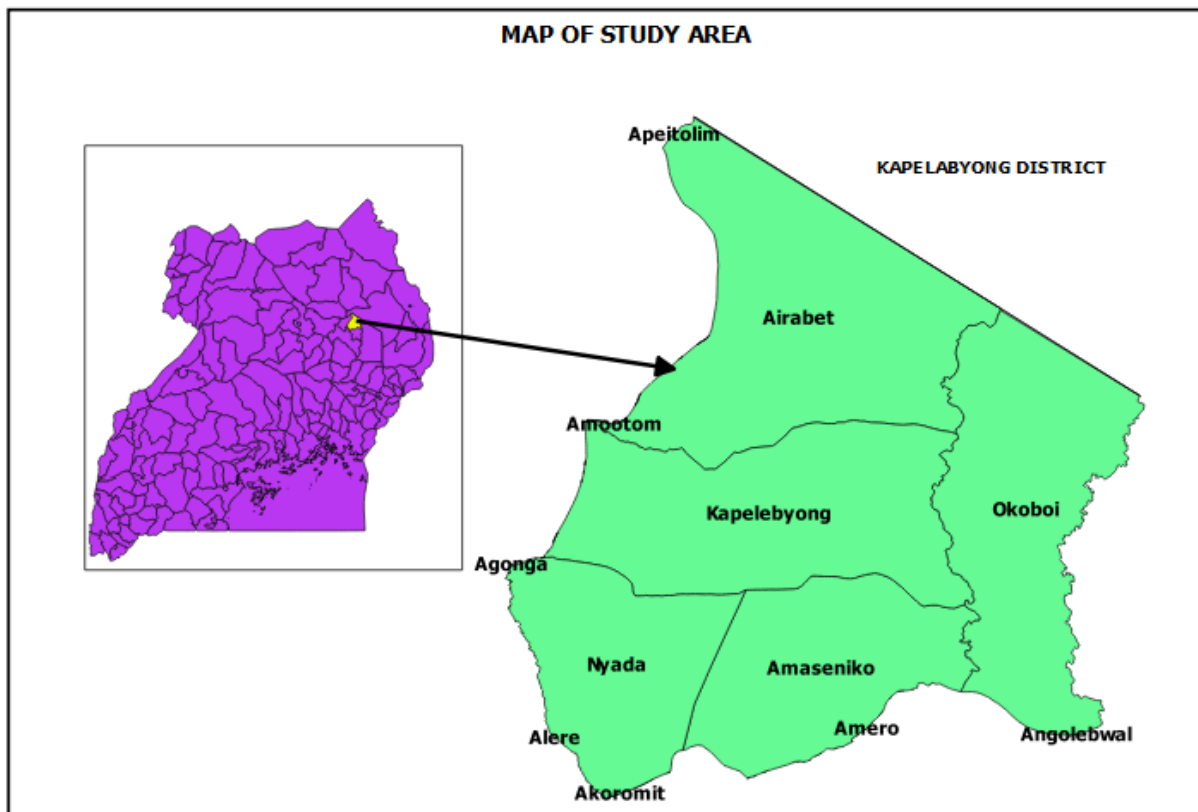 MAP OF STUDY AREA
Apeitolim
KAPELABYONG DISTRICT
Airabet
Amootom
Kapelebyong
Okoboi
Agonga
Nyada
Amaseniko
Alere
Amero
Angolebwal
Akoromit